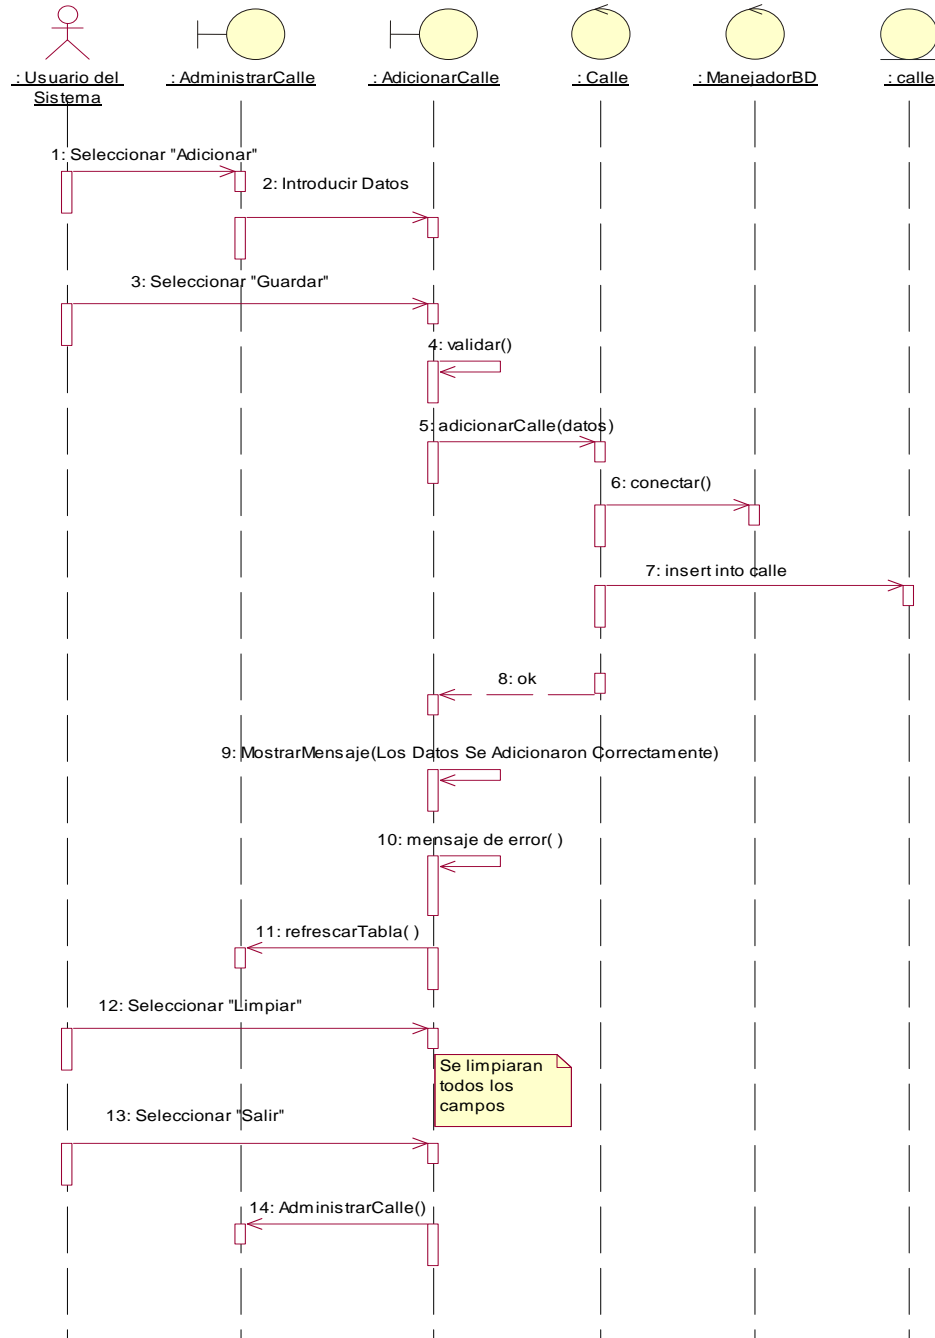 : Usuario del
Sistema
: AdministrarCalle
: AdicionarCalle
: Calle
: ManejadorBD
: calle
1: Seleccionar "Adicionar"
2: Introducir Datos
3: Seleccionar "Guardar"
4: validar()
5: adicionarCalle(datos)
6: conectar()
7: insert into calle
8: ok
9: MostrarMensaje(Los Datos Se Adicionaron Correctamente)
10: mensaje de error( )
11: refrescarTabla( )
12: Seleccionar "Limpiar"
Se limpiaran
todos los
campos
13: Seleccionar "Salir"
14: AdministrarCalle()